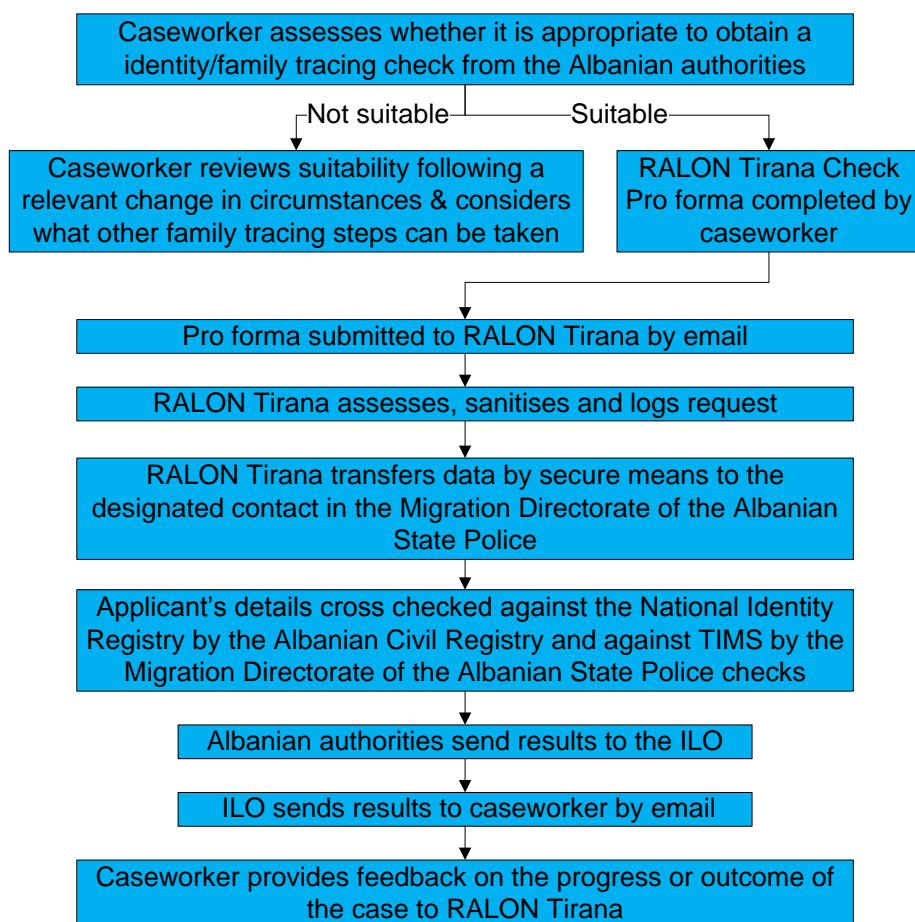 Caseworker assesses whether it is appropriate to obtain a
identity/family tracing check from the Albanian authorities
Not suitable
Suitable
Caseworker reviews suitability following a
relevant change in circumstances & considers
what other family tracing steps can be taken
RALON Tirana Check
Pro forma completed by
caseworker
Pro forma submitted to RALON Tirana by email
RALON Tirana assesses, sanitises and logs request
RALON Tirana transfers data by secure means to the
designated contact in the Migration Directorate of the Albanian
State Police
Applicant’s details cross checked against the National Identity
Registry by the Albanian Civil Registry and against TIMS by the
Migration Directorate of the Albanian State Police checks
Albanian authorities send results to the ILO
ILO sends results to caseworker by email
Caseworker provides feedback on the progress or outcome of
the case to RALON Tirana